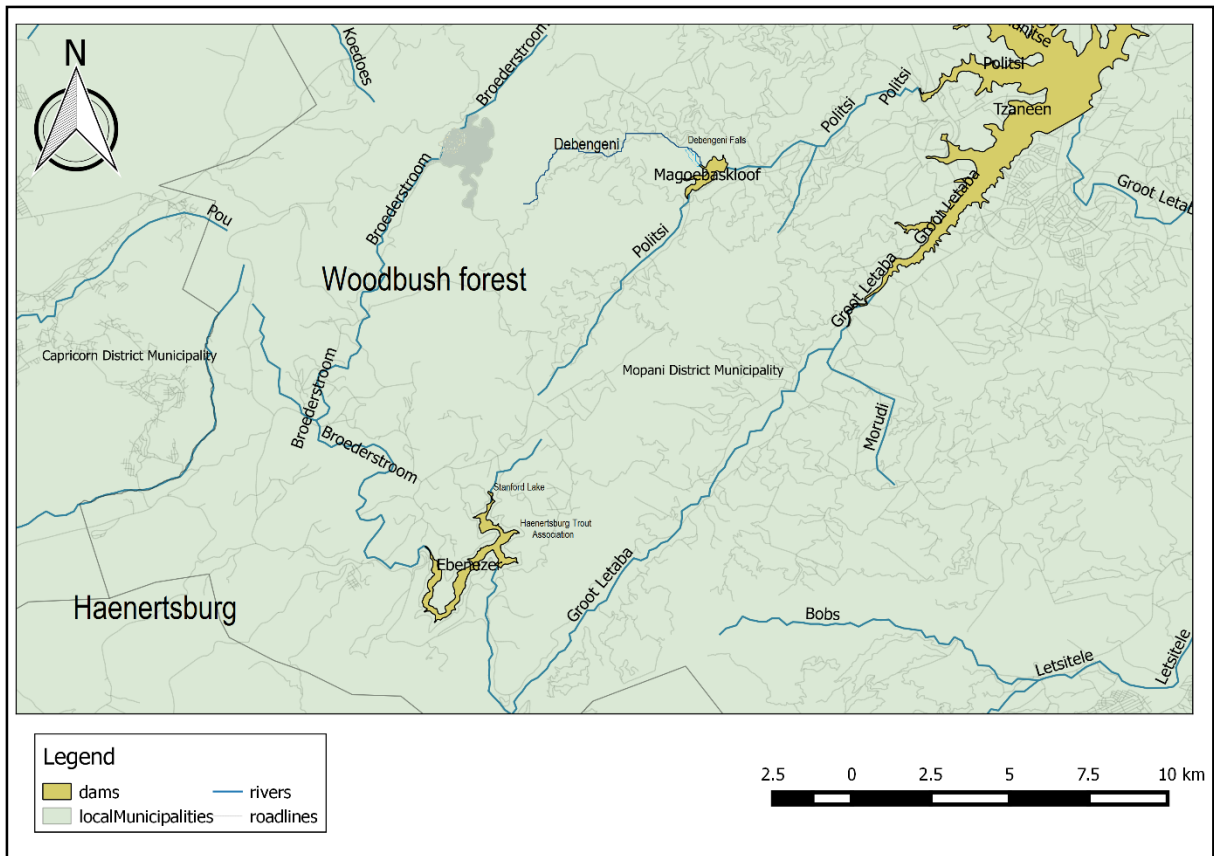 N
Koedoes
Broederstroom
anitse
Politsi
Politsi
Tzaneen
Politsi
Debengeni
Debengeni Falls
Magoebaskloof
Groot Letab
Broederstroom
Pou
Politsi
Groot Letaba
Woodbush forest
Groot Letaba
Capricorn District Municipality
Mopani District Municipality
Broederstroom
Morudi
Broederstroom
Stanford Lake
Haenertsburg Trout
Association
Ebenezer
Groot Letaba
Haenertsburg
Bobs
Letsitele
Letsitele
Legend
dams
rivers
localMunicipalities
roadlines
2.5 0 2.5 5 7.5 10 km